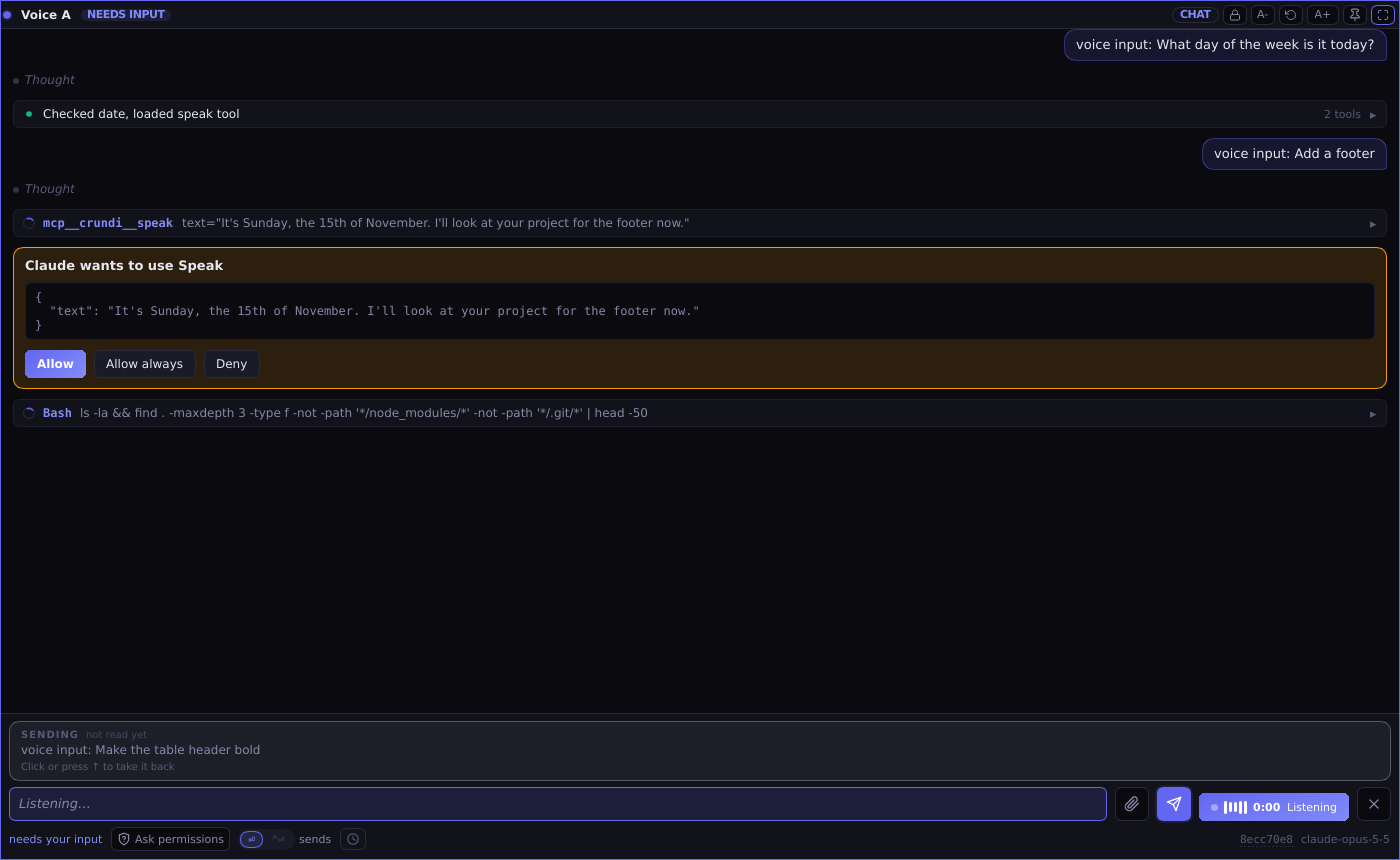 Voice A NEEDS INPUT CHAT A- A+
voice input: What day of the week is it today?
Thought
Checked date, loaded speak tool 2 tools
voice input: Add a footer
Thought
mcp__crundi__speak text="It's Sunday, the 15th of November. I'll look at your project for the footer now."
Claude wants to use Speak
{
"text": "It's Sunday, the 15th of November. I'll look at your project for the footer now."
}
Allow Allow always Deny
Bash ls -la && find . -maxdepth 3 -type f -not -path '*/node_modules/*' -not -path '*/.git/*' | head -50
SENDING not read yet
voice input: Make the table header bold
Click or press ↑ to take it back
Listening… 0:00 Listening
needs your input Ask permissions sends 8ecc70e8 claude-opus-5-5